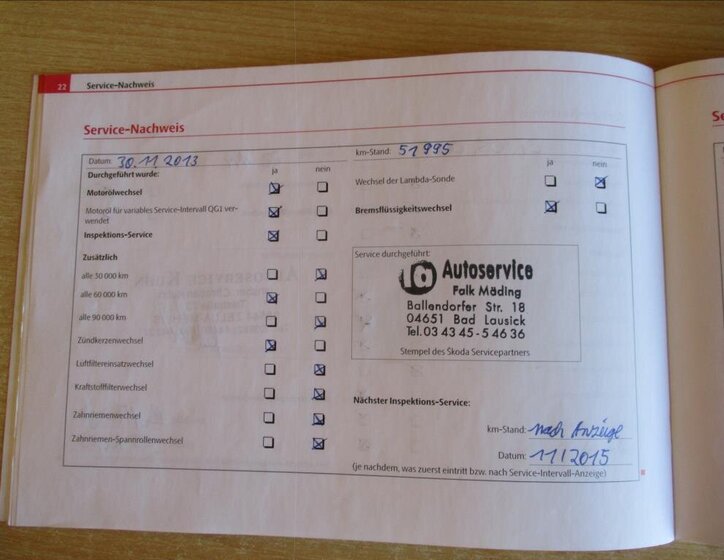 22 Service-Nachweis
Service-Nachweis
Datum: 30.11.2013
km-Stand: 51995
Durchgeführt wurde: ja nein
ja nein
Motorölwechsel
Wechsel der Lambda-Sonde
Motoröl für variables Service-Intervall QG1 ver-
wendet
Bremsflüssigkeitswechsel
Inspektions-Service
Zusätzlich
alle 30 000 km
alle 60 000 km
alle 90 000 km
Zündkerzenwechsel
Luftfiltereinsatzwechsel
Kraftstofffilterwechsel
Zahnriemenwechsel
Zahnriemen-Spannrollenwechsel
Service durchgeführt:
Autoservice
Falk Mäding
Ballendorfer Str. 18
04651 Bad Lausick
Tel. 03 43 45 - 5 46 36
Stempel des Škoda Servicepartners
Nächster Inspektions-Service:
km-Stand: nach Anzeige
Datum: 11/2015
(je nachdem, was zuerst eintritt bzw. nach Service-Intervall-Anzeige)